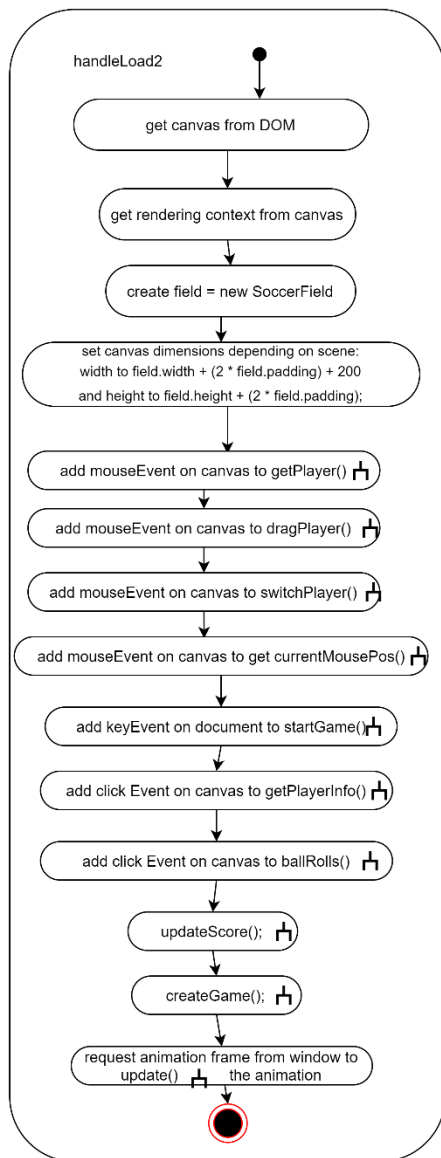 handleLoad2
get canvas from DOM
get rendering context from canvas
create field = new SoccerField
set canvas dimensions depending on scene:
width to field.width + (2 * field.padding) + 200
and height to field.height + (2 * field.padding);
add mouseEvent on canvas to getPlayer()
add mouseEvent on canvas to dragPlayer()
add mouseEvent on canvas to switchPlayer()
add mouseEvent on canvas to get currentMousePos()
add keyEvent on document to startGame()
add click Event on canvas to getPlayerInfo()
add click Event on canvas to ballRolls()
updateScore();
createGame();
request animation frame from window to
update() the animation